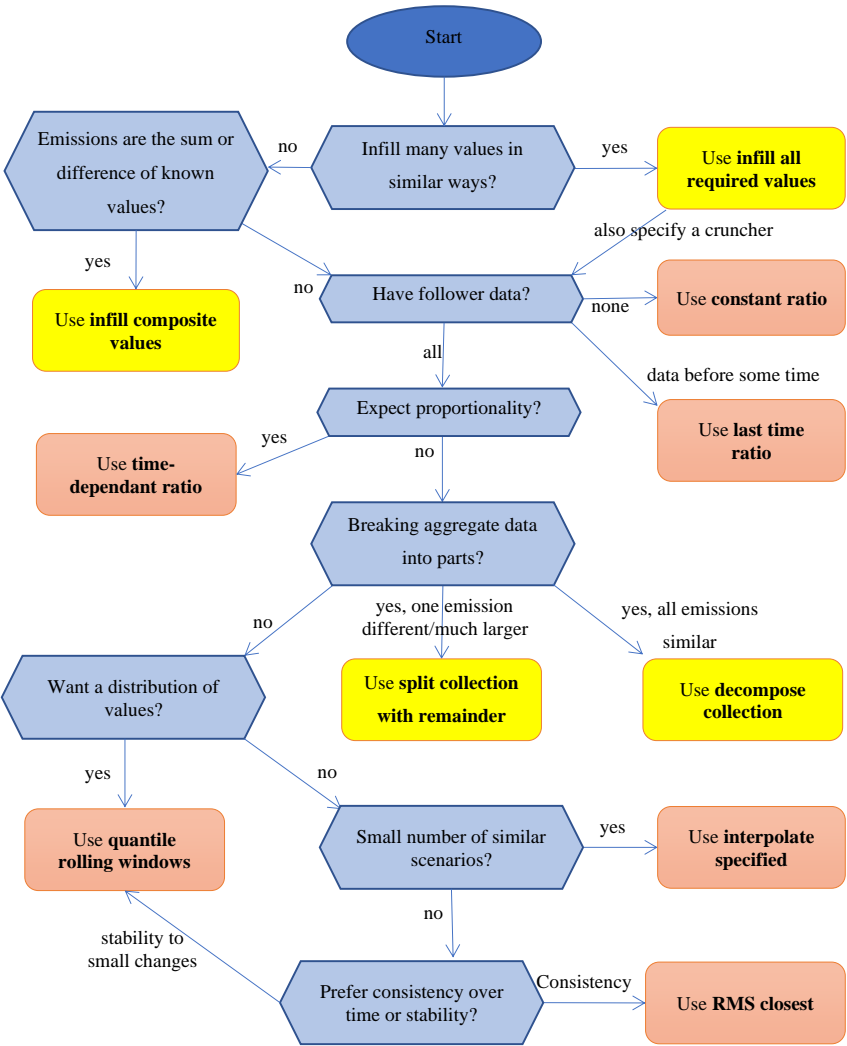 Start
Emissions are the sum or
difference of known
values?
no
Infill many values in
similar ways?
yes
Use infill all
required values
also specify a cruncher
yes
no
Have follower data?
none
Use constant ratio
Use infill composite
values
all
data before some time
Expect proportionality?
Use last time
ratio
yes
Use time-
dependant ratio
no
Breaking aggregate data
into parts?
no
yes, one emission
different/much larger
yes, all emissions
similar
Want a distribution of
values?
Use split collection
with remainder
Use decompose
collection
yes
no
Use quantile
rolling windows
Small number of similar
scenarios?
yes
Use interpolate
specified
no
stability to
small changes
Prefer consistency over
time or stability?
Consistency
Use RMS closest